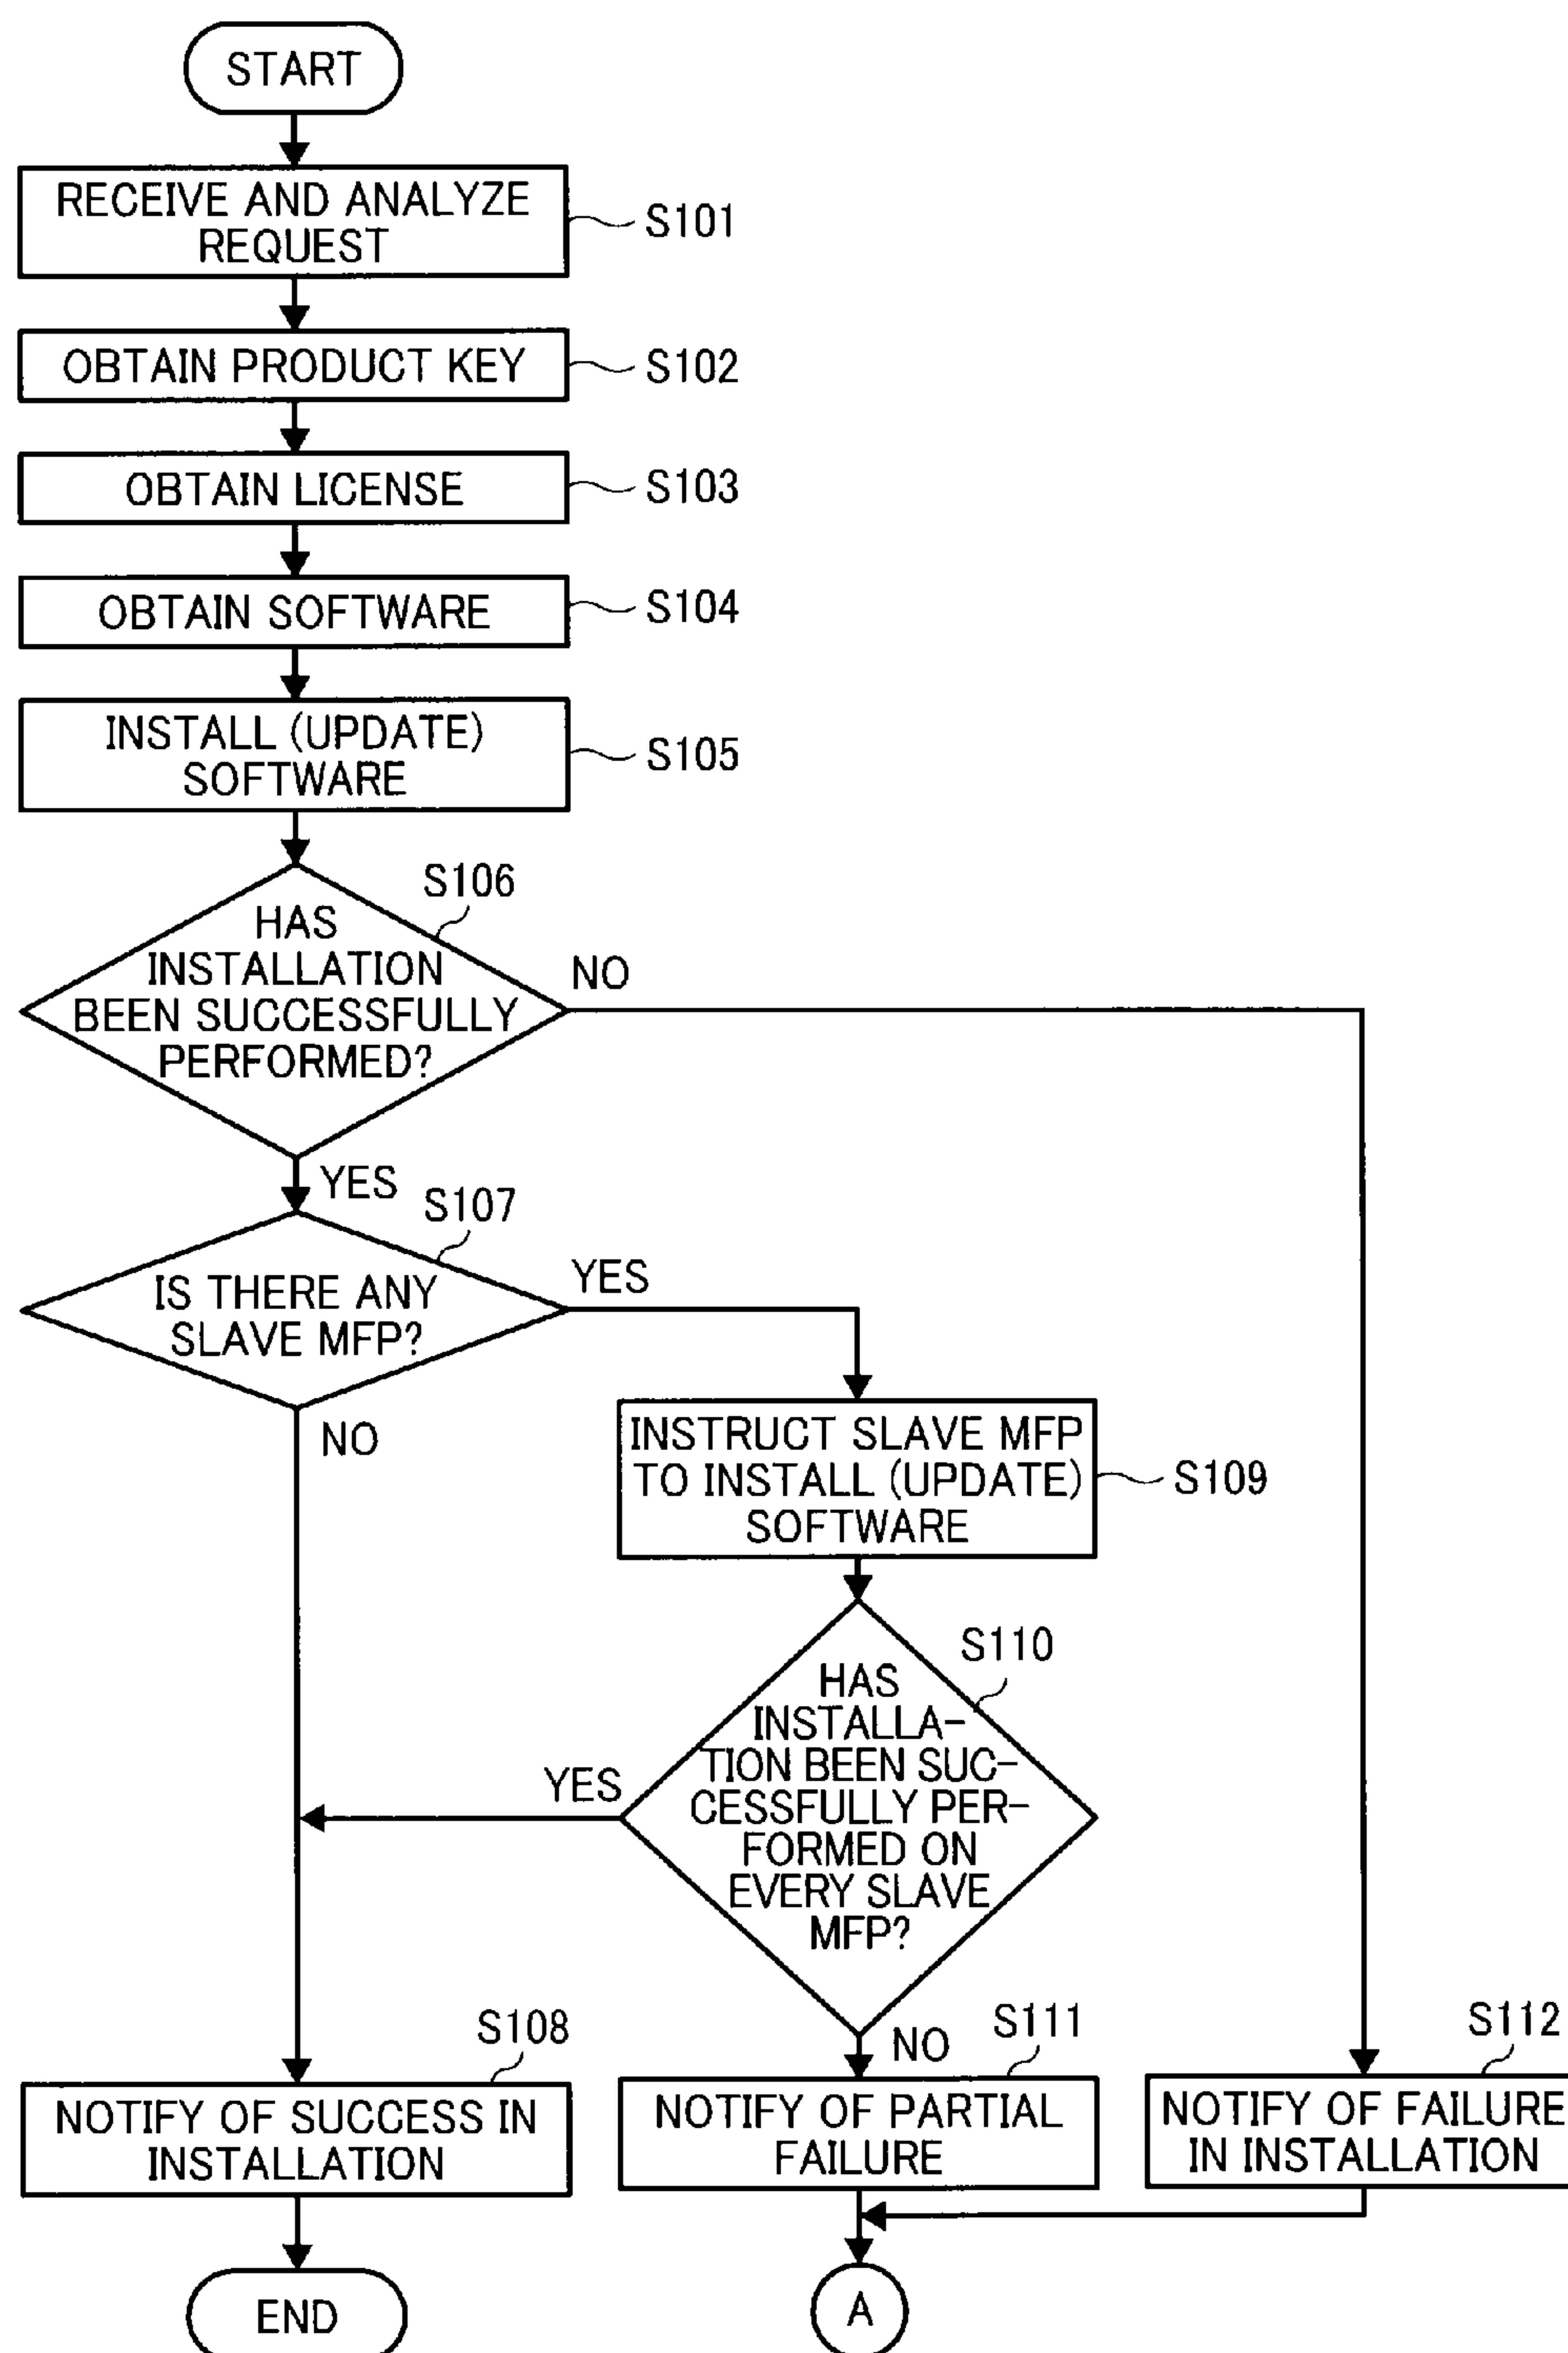 START
RECEIVE AND ANALYZE
REQUEST
S101
OBTAIN PRODUCT KEY
S102
OBTAIN LICENSE
S103
OBTAIN SOFTWARE
S104
INSTALL (UPDATE)
SOFTWARE
S105
S106
HAS
INSTALLATION
BEEN SUCCESSFULLY
PERFORMED?
NO
YES
S107
IS THERE ANY
SLAVE MFP?
YES
NO
INSTRUCT SLAVE MFP
TO INSTALL (UPDATE)
SOFTWARE
S109
S110
HAS
INSTALLA-
TION BEEN SUC-
CESSFULLY PER-
FORMED ON
EVERY SLAVE
MFP?
YES
NO
S108
NOTIFY OF SUCCESS IN
INSTALLATION
S111
NOTIFY OF PARTIAL
FAILURE
S112
NOTIFY OF FAILURE
IN INSTALLATION
END
A